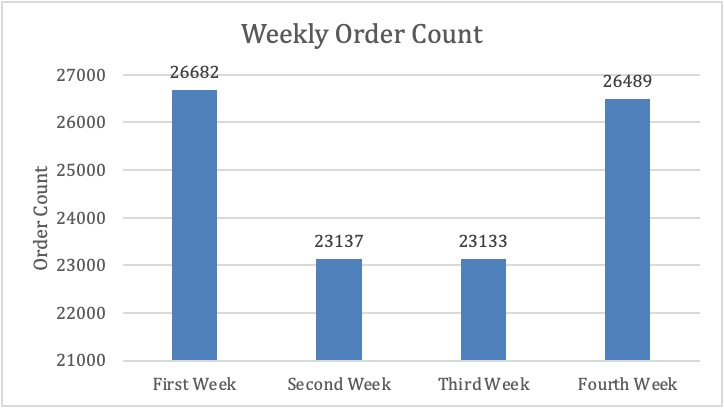 Weekly Order Count
27000
26000
25000
24000
23000
22000
21000
Order Count
26682
23137
23133
26489
First Week
Second Week
Third Week
Fourth Week